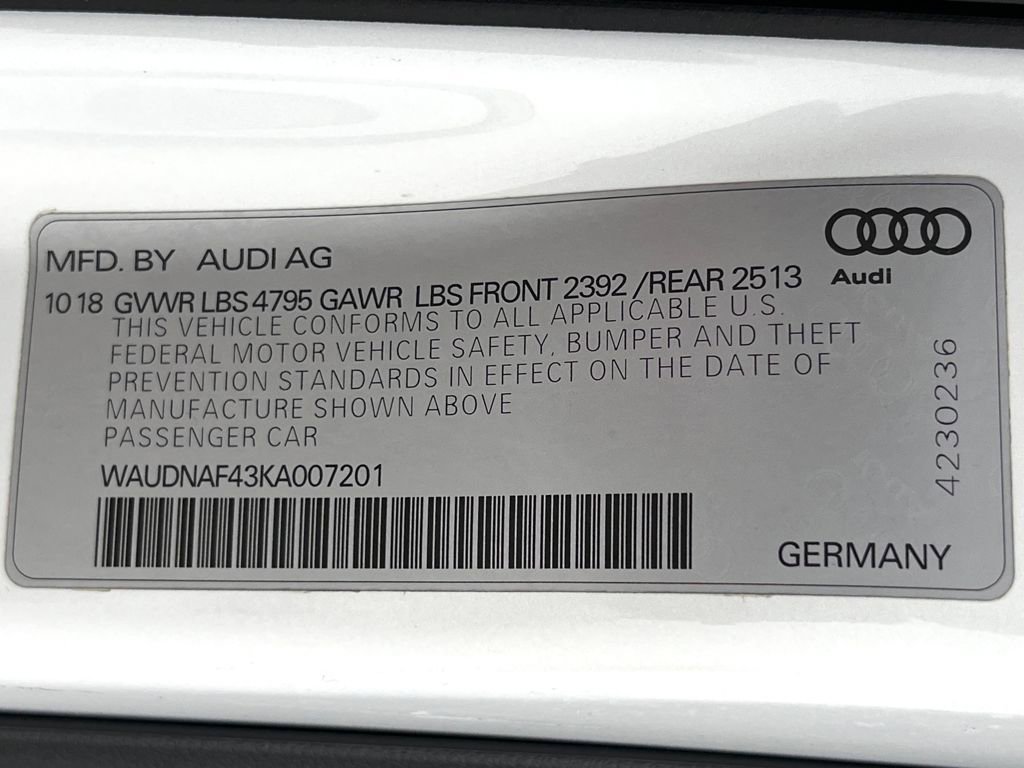 MFD. BY AUDI AG
Audi
10 18 GVWR LBS 4795 GAWR LBS FRONT 2392 /REAR 2513
THIS VEHICLE CONFORMS TO ALL APPLICABLE U.S.
FEDERAL MOTOR VEHICLE SAFETY, BUMPER AND THEFT
PREVENTION STANDARDS IN EFFECT ON THE DATE OF
MANUFACTURE SHOWN ABOVE
PASSENGER CAR
WAUDNAF43KA007201
GERMANY
4230236